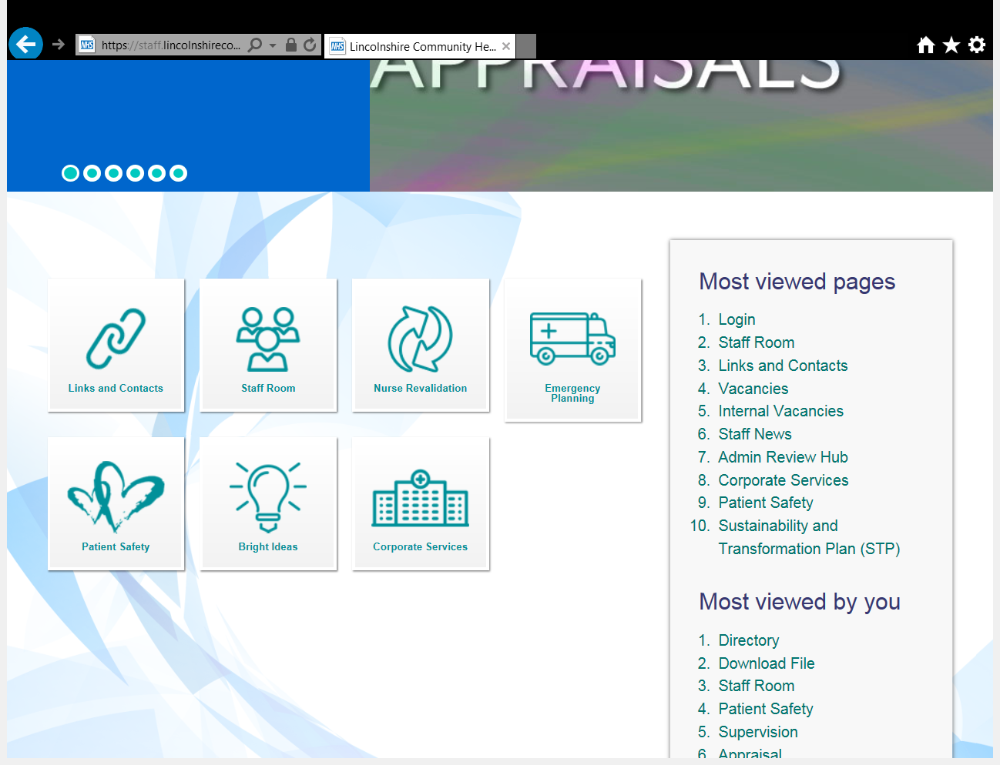 NHS https://staff.lincolnshireco... NHS Lincolnshire Community He...
APPRAISALS
Links and Contacts
Staff Room
Nurse Revalidation
Emergency
Planning
Patient Safety
Bright Ideas
Corporate Services
Most viewed pages
1. Login
2. Staff Room
3. Links and Contacts
4. Vacancies
5. Internal Vacancies
6. Staff News
7. Admin Review Hub
8. Corporate Services
9. Patient Safety
10. Sustainability and
Transformation Plan (STP)
Most viewed by you
1. Directory
2. Download File
3. Staff Room
4. Patient Safety
5. Supervision
6. Appraisal